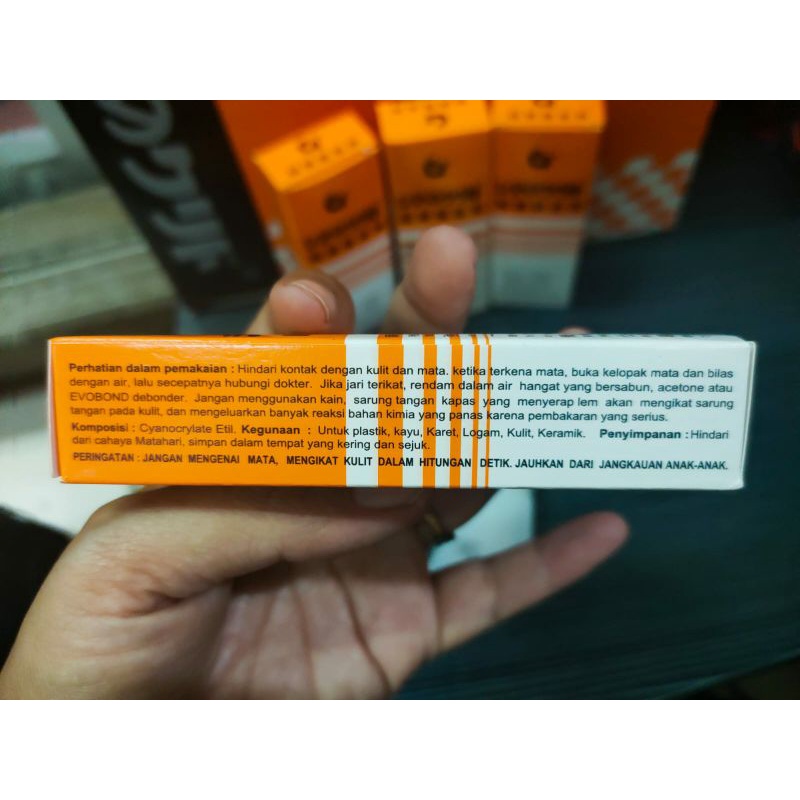 のクリト
Perhatian dalam pemakaian : Hindari kontak dengan kulit dan mata. ketika terkena mata, buka kelopak mata dan bilas
dengan air, lalu secepatnya hubungi dokter. Jika jari terikat, rendam dalam air hangat yang bersabun, acetone atau
EVOBOND debonder. Jangan menggunakan kain, sarung tangan kapas yang menyerap lem akan mengikat sarung
tangan pada kulit, dan mengeluarkan banyak reaksi bahan kimia yang panas karena pembakaran yang serius.
Komposisi : Cyanocrylate Etil. Kegunaan : Untuk plastik, kayu, Karet, Logam, Kulit, Keramik. Penyimpanan : Hindari
dari cahaya Matahari, simpan dalam tempat yang kering dan sejuk.
PERINGATAN : JANGAN MENGENAI MATA, MENGIKAT KULIT DALAM HITUNGAN DETIK. JAUHKAN DARI JANGKAUAN ANAK-ANAK.